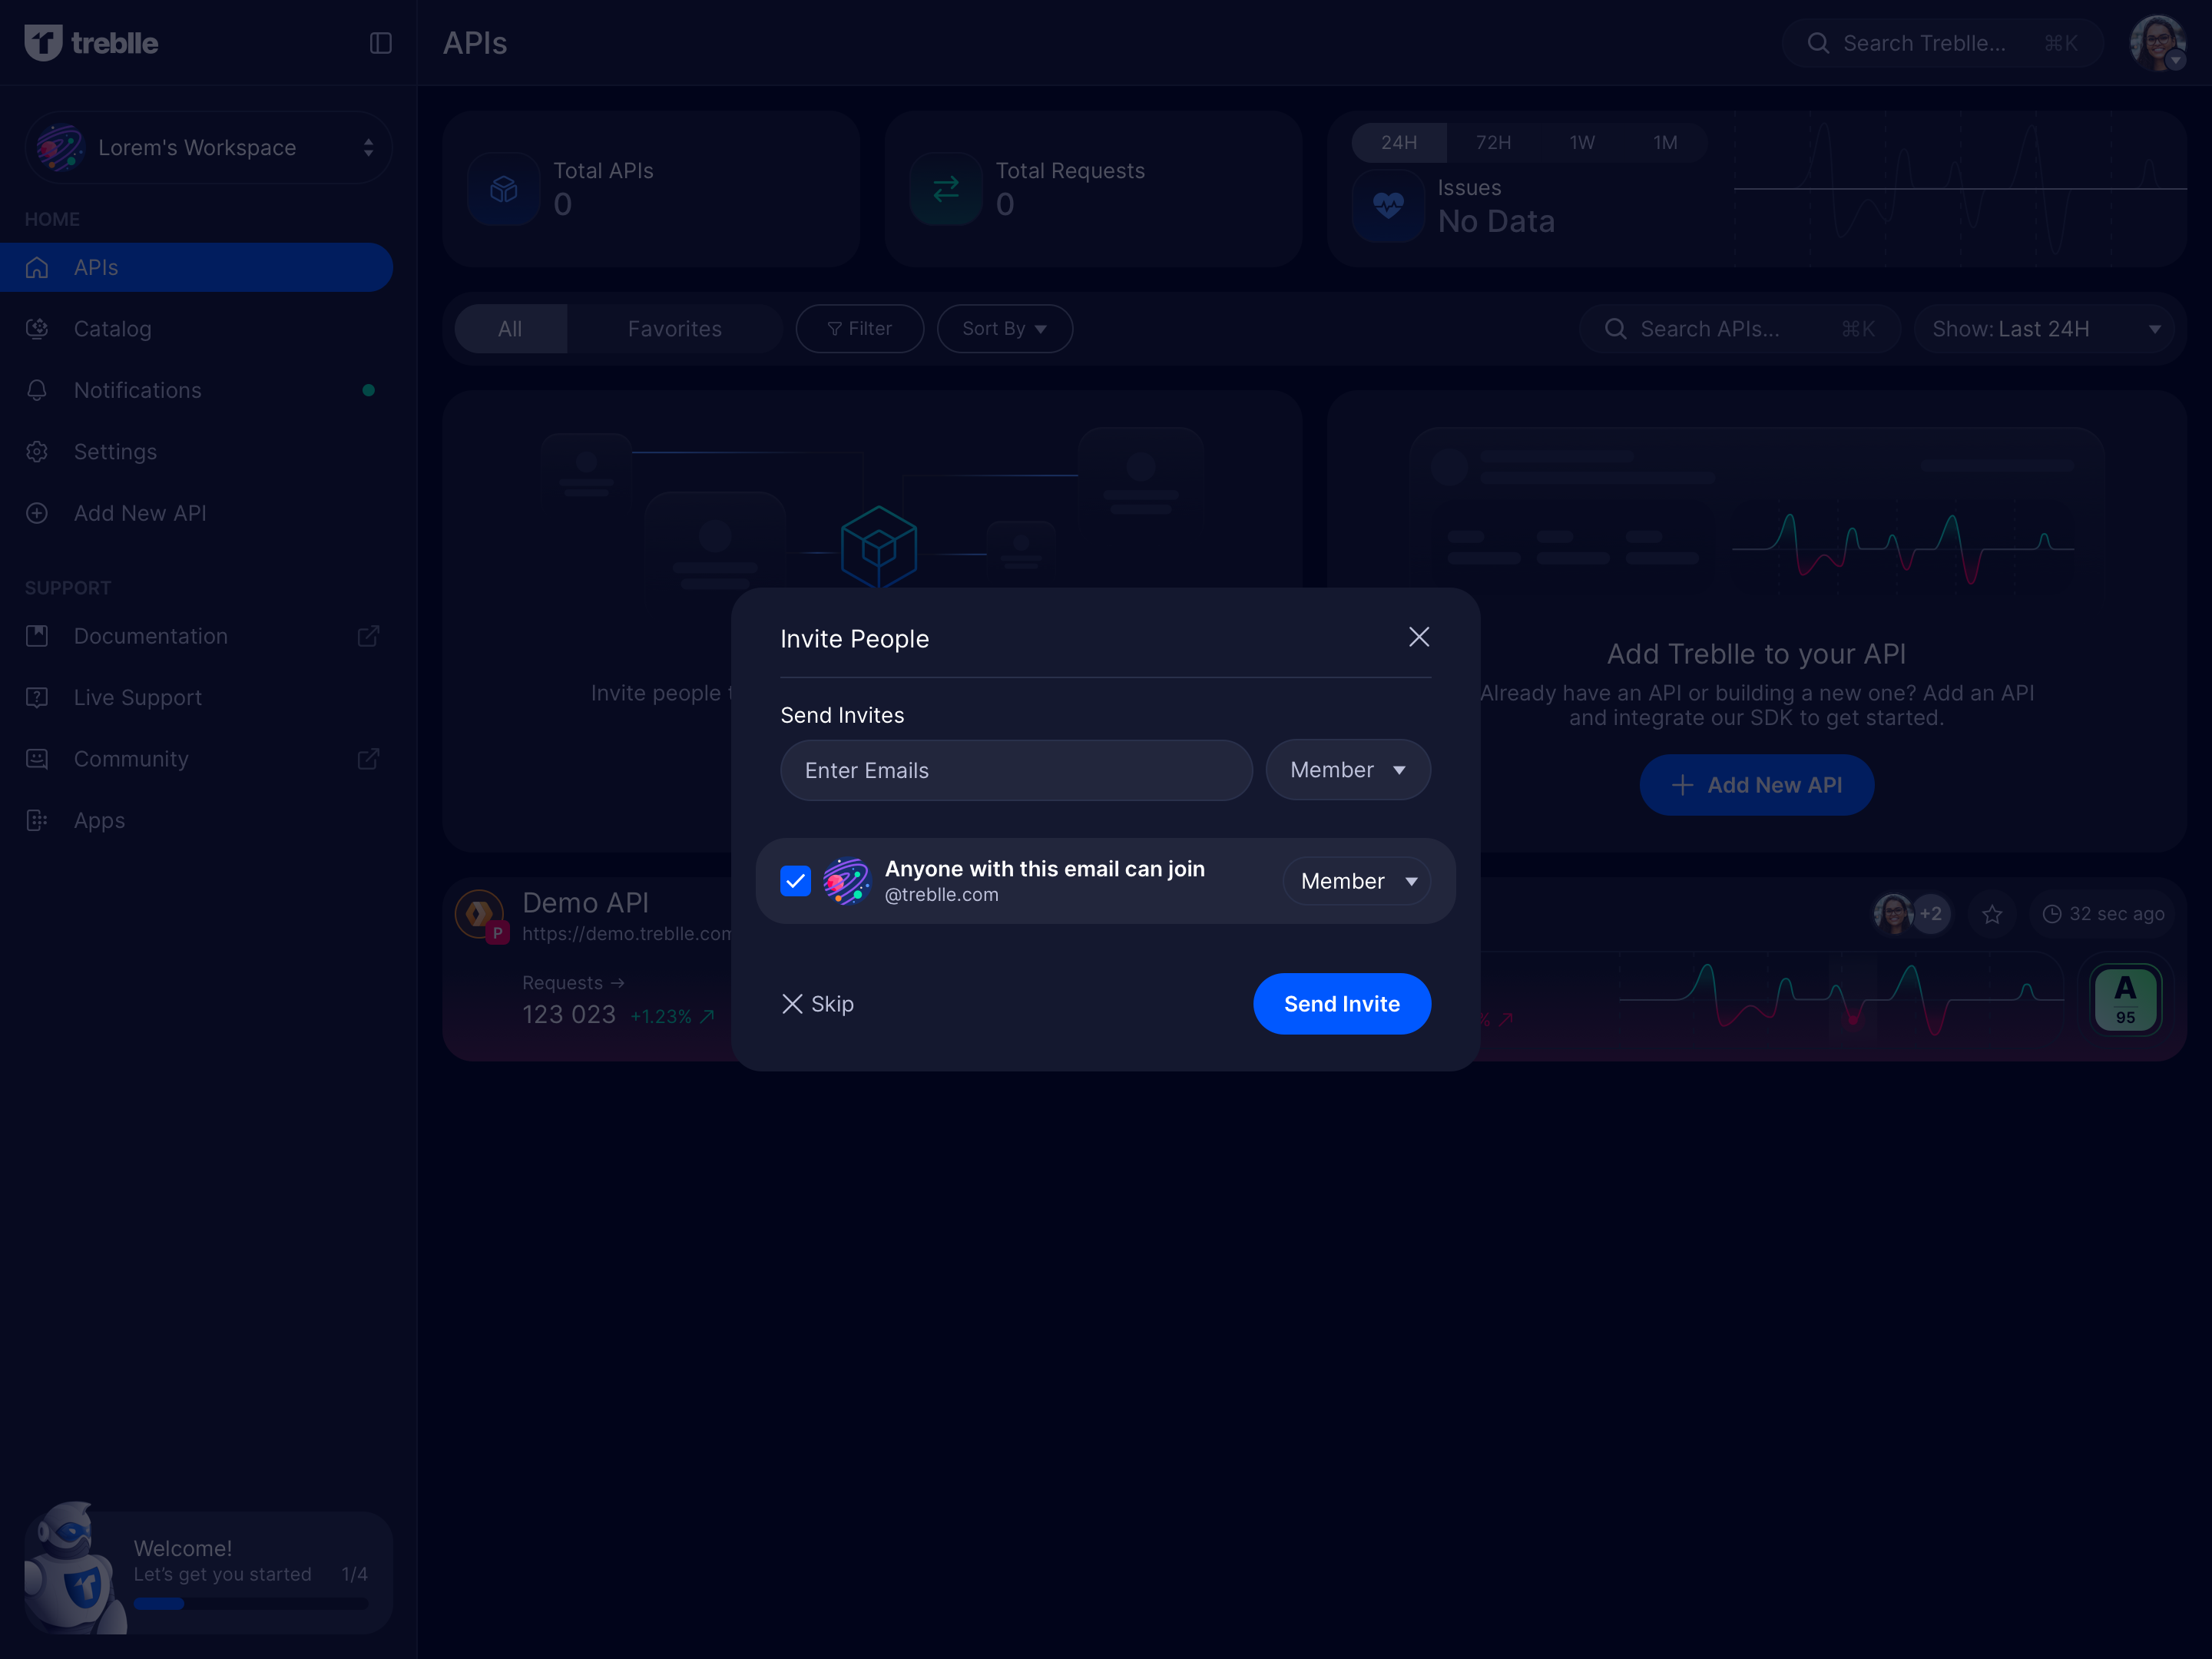 treblle
APIs
Search Treblle... ⌘K
Lorem's Workspace
HOME
APIs
Catalog
Notifications
Settings
Add New API
SUPPORT
Documentation
Live Support
Community
Apps
Welcome!
Let's get you started 1/4
Total APIs
0
Total Requests
0
24H 72H 1W 1M
Issues
No Data
All Favorites Filter Sort By
Search APIs... ⌘K Show: Last 24H
Invite people
Add Treblle to your API
Already have an API or building a new one? Add an API
and integrate our SDK to get started.
Add New API
Invite People
Send Invites
Enter Emails Member
Anyone with this email can join
@treblle.com
Member
Skip Send Invite
Demo API
P
https://demo.treblle.com
Requests →
123 023 +1.23%
%
+2
32 sec ago
A
95